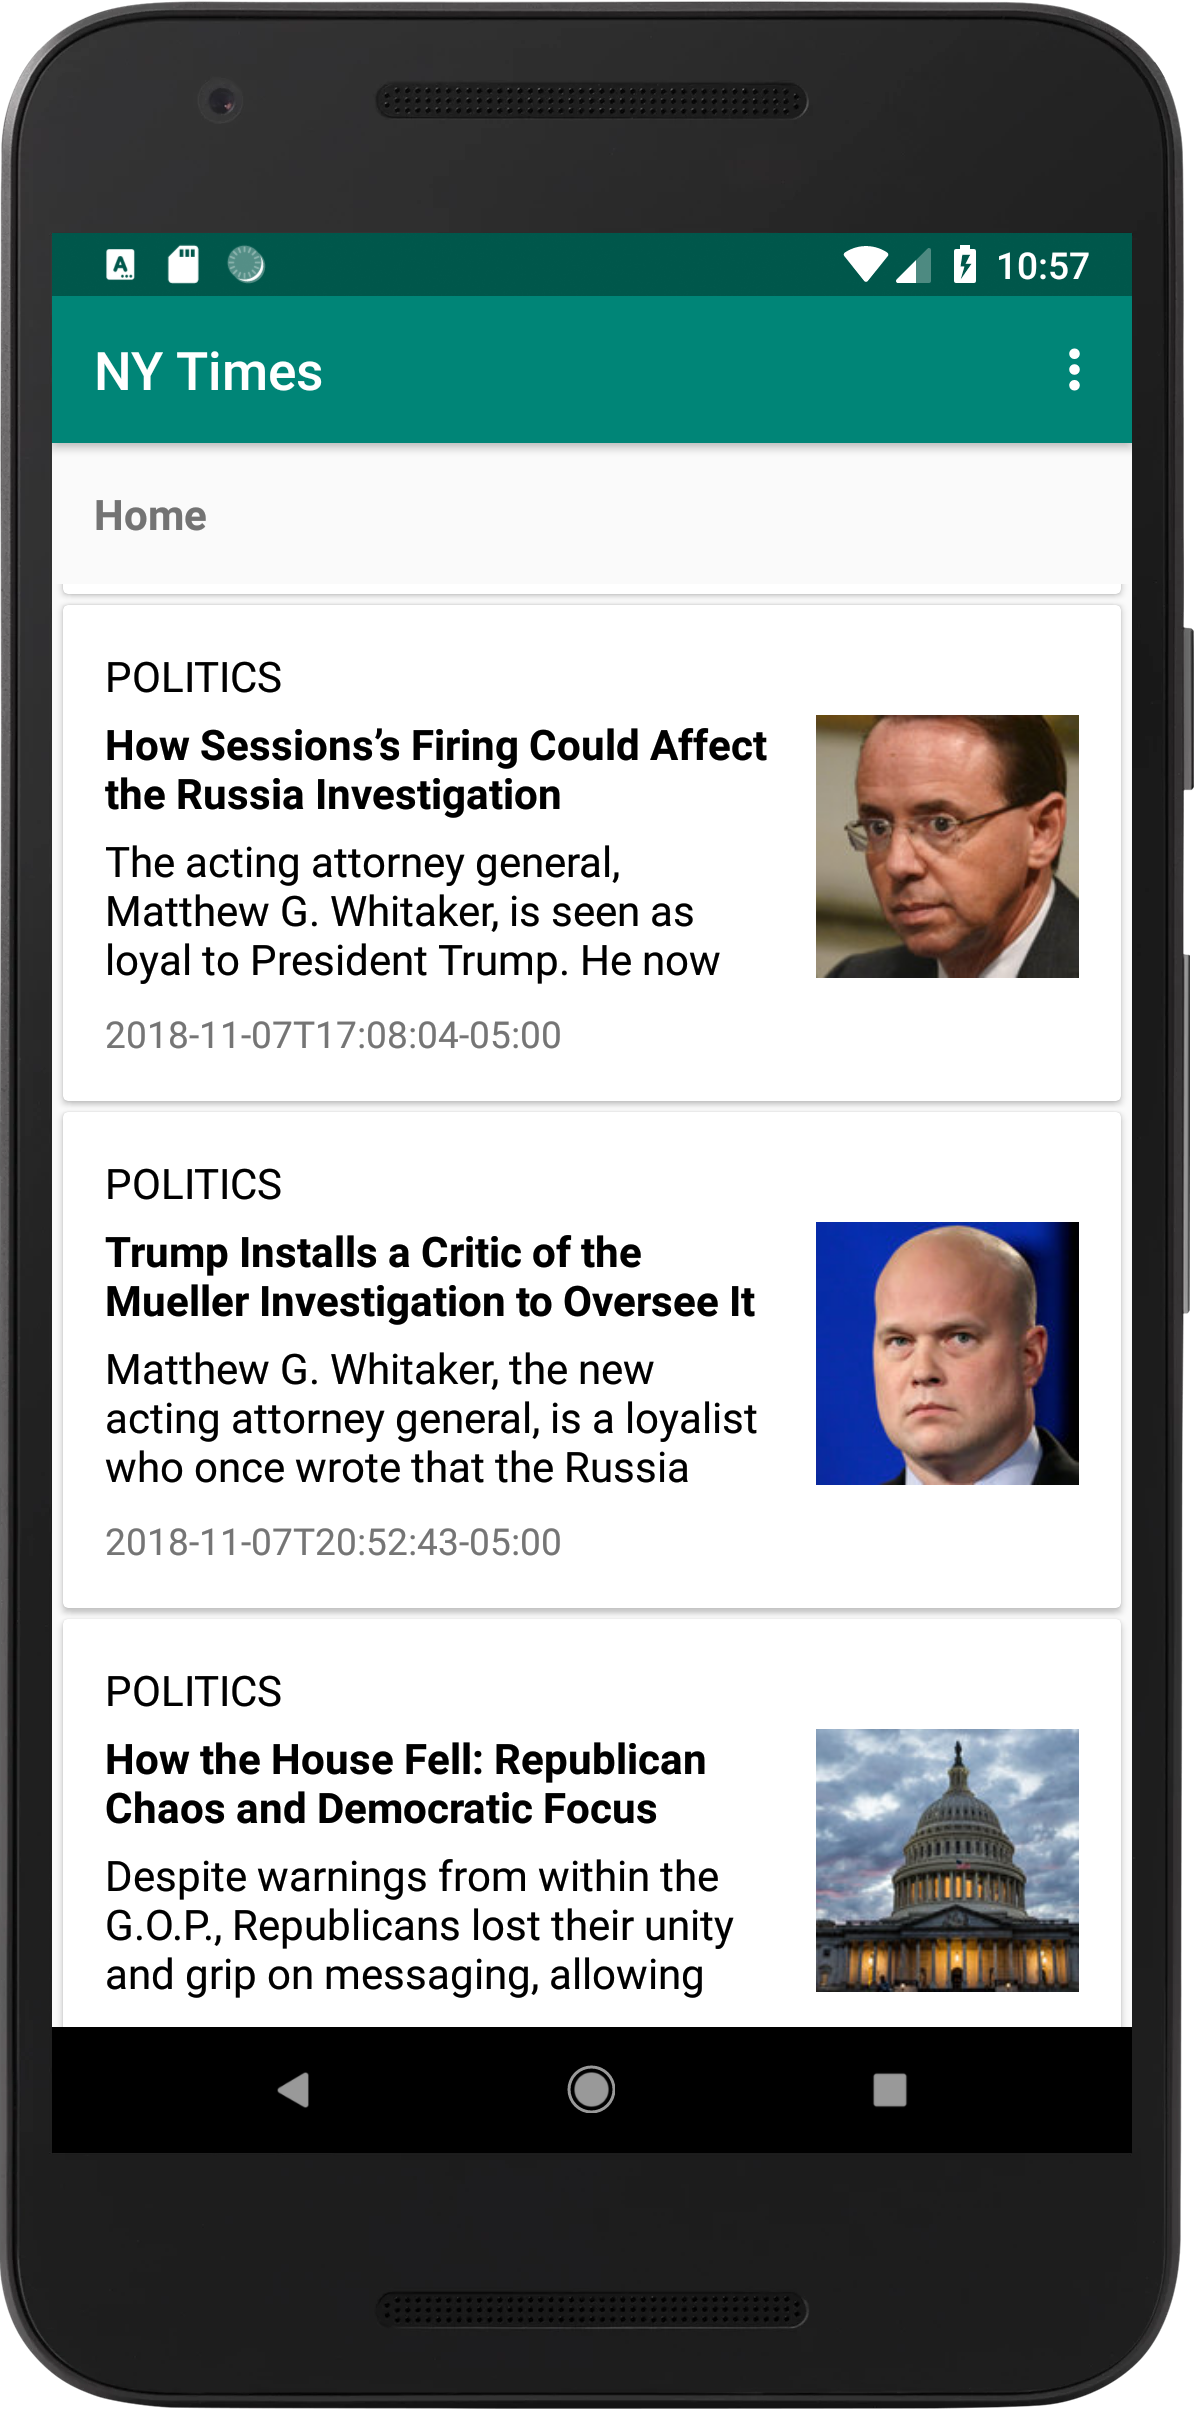 10:57
NY Times
Home
POLITICS
How Sessions’s Firing Could Affect
the Russia Investigation
The acting attorney general,
Matthew G. Whitaker, is seen as
loyal to President Trump. He now
2018-11-07T17:08:04-05:00
POLITICS
Trump Installs a Critic of the
Mueller Investigation to Oversee It
Matthew G. Whitaker, the new
acting attorney general, is a loyalist
who once wrote that the Russia
2018-11-07T20:52:43-05:00
POLITICS
How the House Fell: Republican
Chaos and Democratic Focus
Despite warnings from within the
G.O.P., Republicans lost their unity
and grip on messaging, allowing